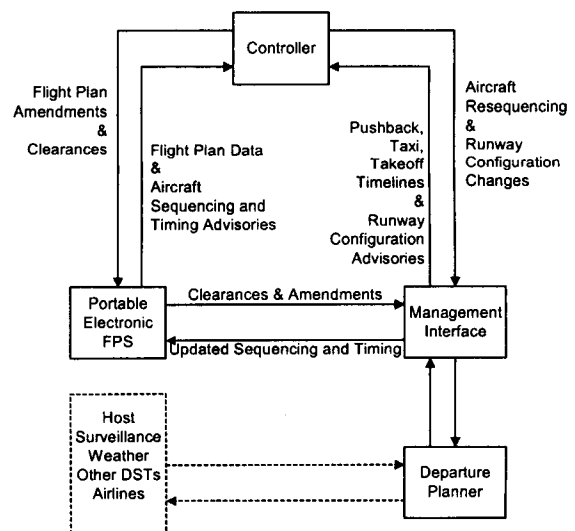 Controller
Flight Plan
Amendments
&
Clearances
Flight Plan Data
&
Aircraft
Sequencing and
Timing Advisories
Pushback,
Taxi,
Takeoff
Timelines
&
Runway
Configuration
Advisories
Aircraft
Resequencing
&
Runway
Configuration
Changes
Portable
Electronic
FPS
Clearances & Amendments
Updated Sequencing and Timing
Management
Interface
Host
Surveillance
Weather
Other DSTs
Airlines
Departure
Planner